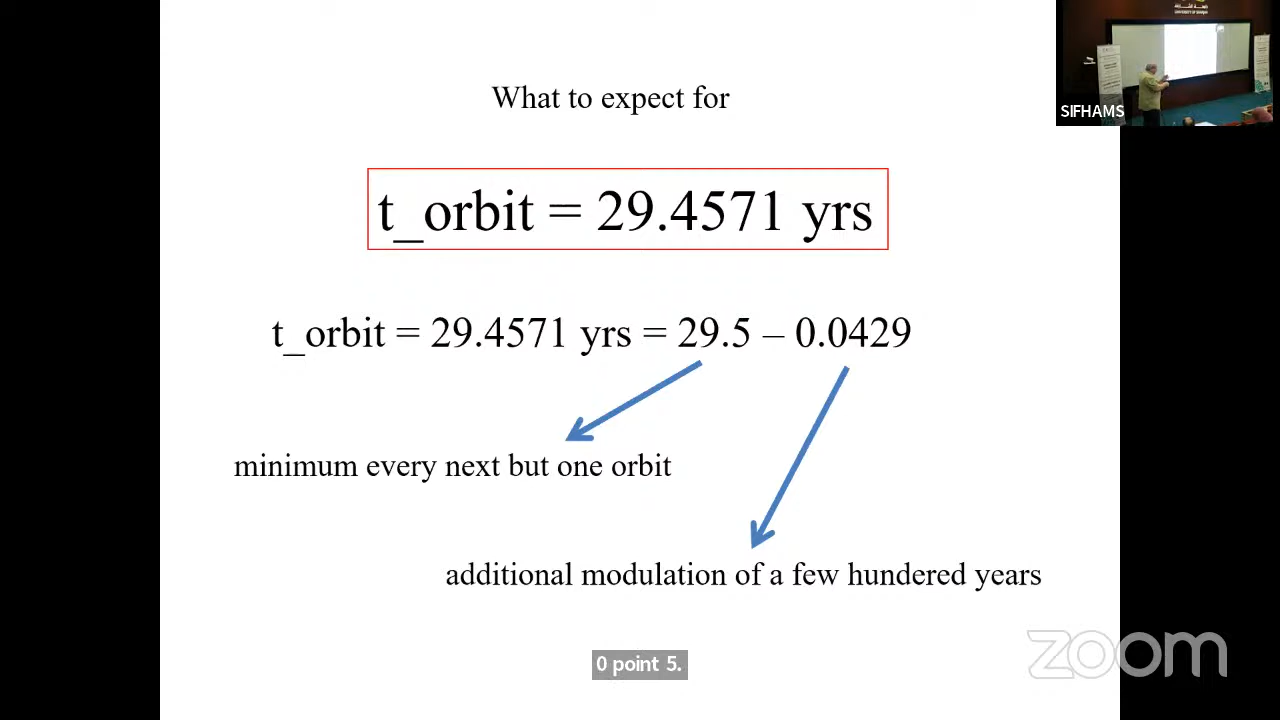 What to expect for
t_orbit = 29.4571 yrs
t_orbit = 29.4571 yrs = 29.5 – 0.0429
minimum every next but one orbit
additional modulation of a few hundered years
0 point 5.
zoom
SIFHAMS